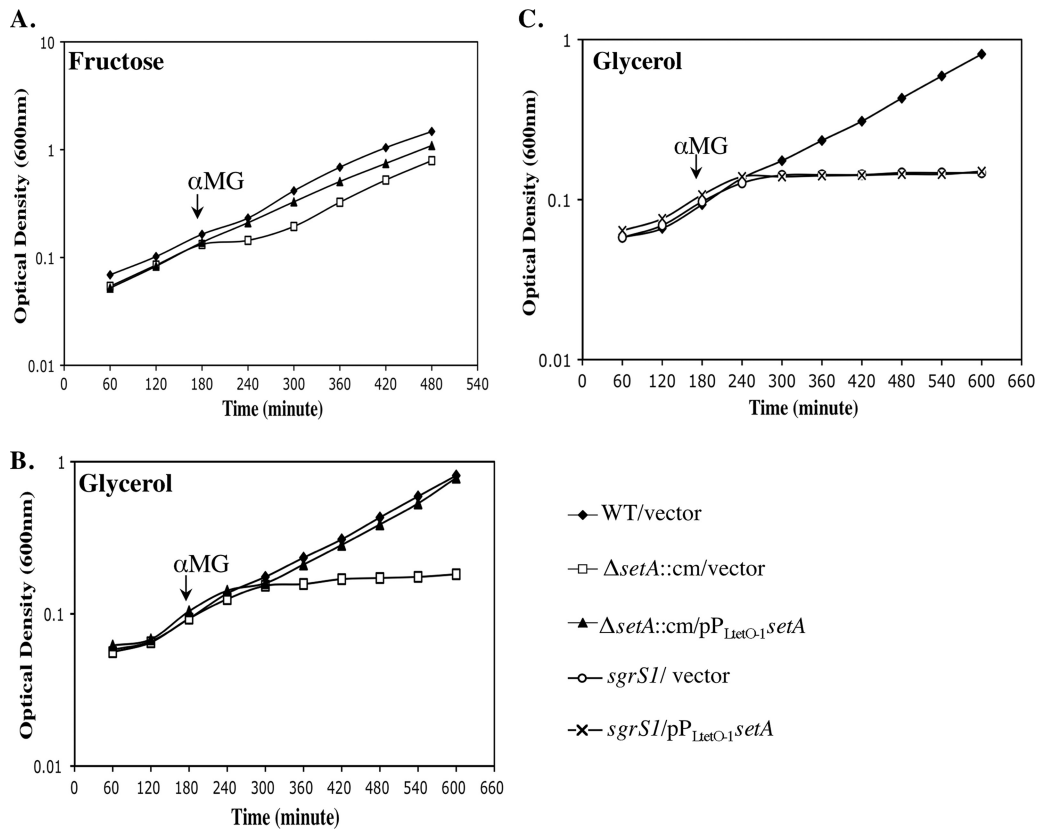 A.
Fructose
Optical Density (600nm)
10
1
0.1
0.01
αMG
0 60 120 180 240 300 360 420 480 540
Time (minute)
C.
Glycerol
Optical Density (600nm)
1
0.1
0.01
αMG
0 60 120 180 240 300 360 420 480 540 600 660
Time (minute)
B.
Glycerol
Optical Density (600nm)
1
0.1
0.01
αMG
0 60 120 180 240 300 360 420 480 540 600 660
Time (minute)
WT/vector
ΔsetA::cm/vector
ΔsetA::cm/pPLtetO-1setA
sgrS1/ vector
sgrS1/pPLtetO-1setA